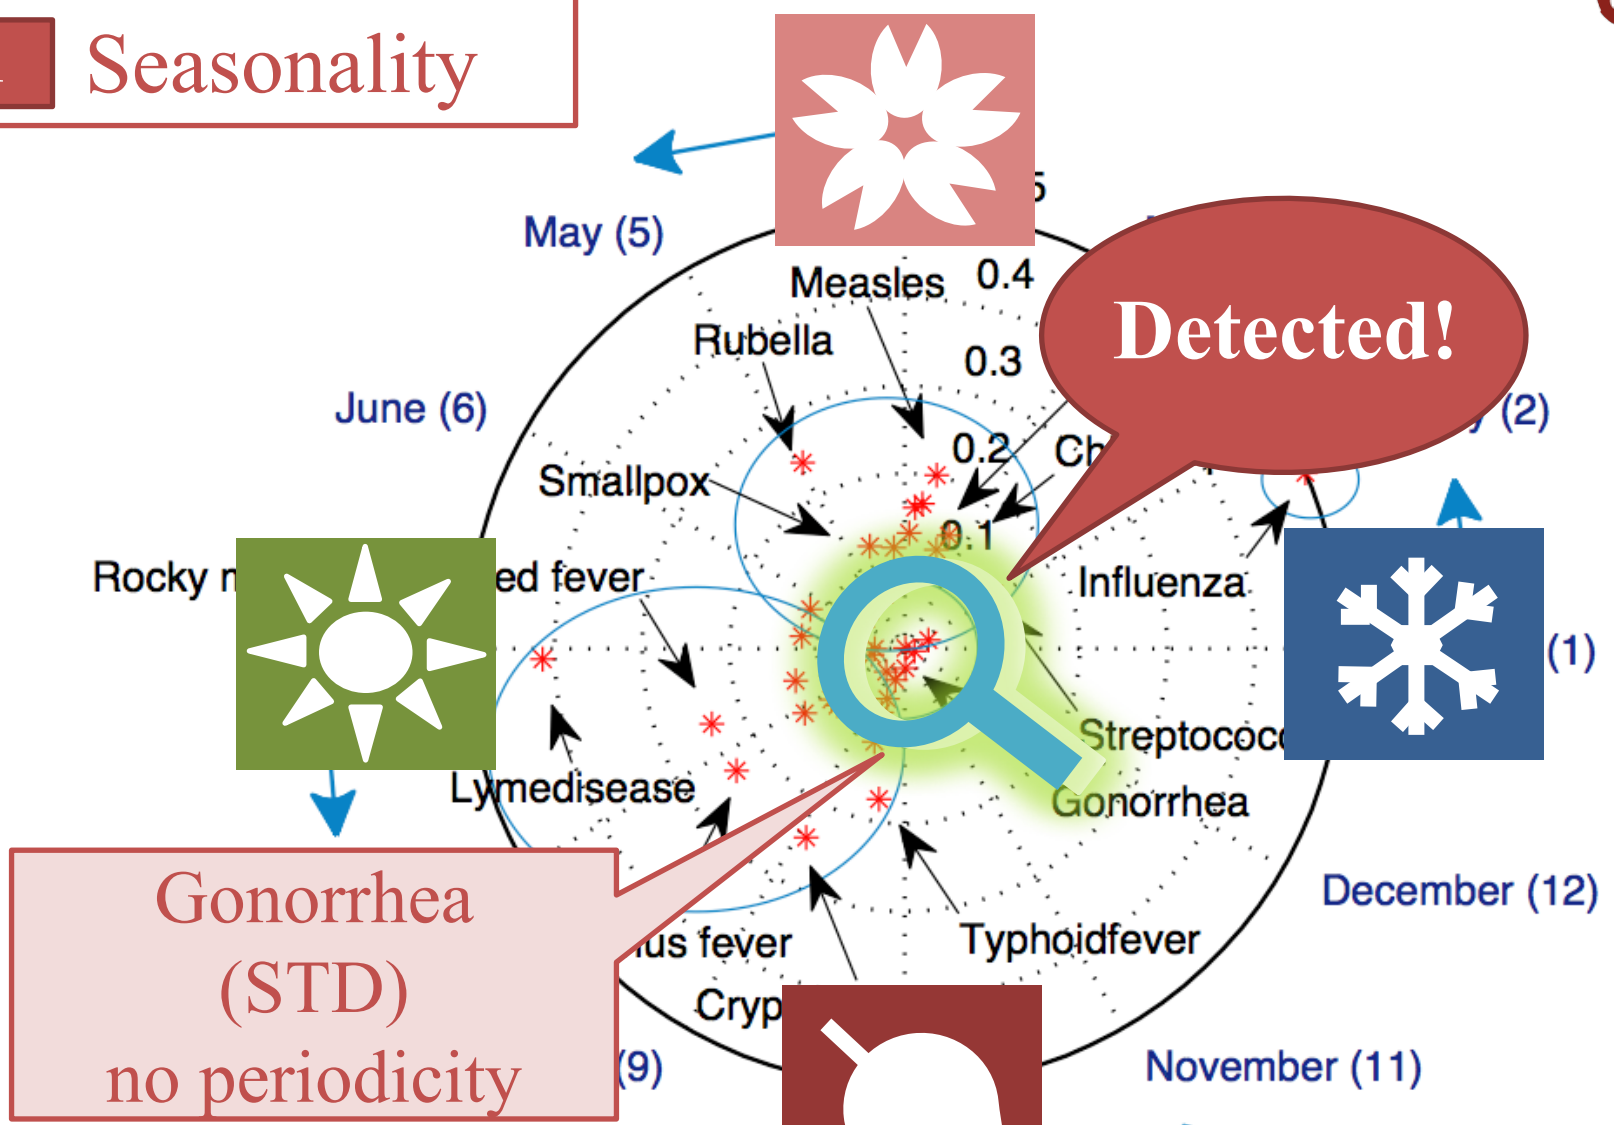 Seasonality
May (5)
Measles
0.4
Detected!
Rubella
0.3
June (6)
(2)
0.2
Ch
Smallpox
0.1
Rocky
ed fever
Influenza
(1)
Streptococ
Lymedisease
Gonorrhea
Gonorrhea
(STD)
no periodicity
December (12)
us fever
Typhoidfever
Cryp
(9)
November (11)